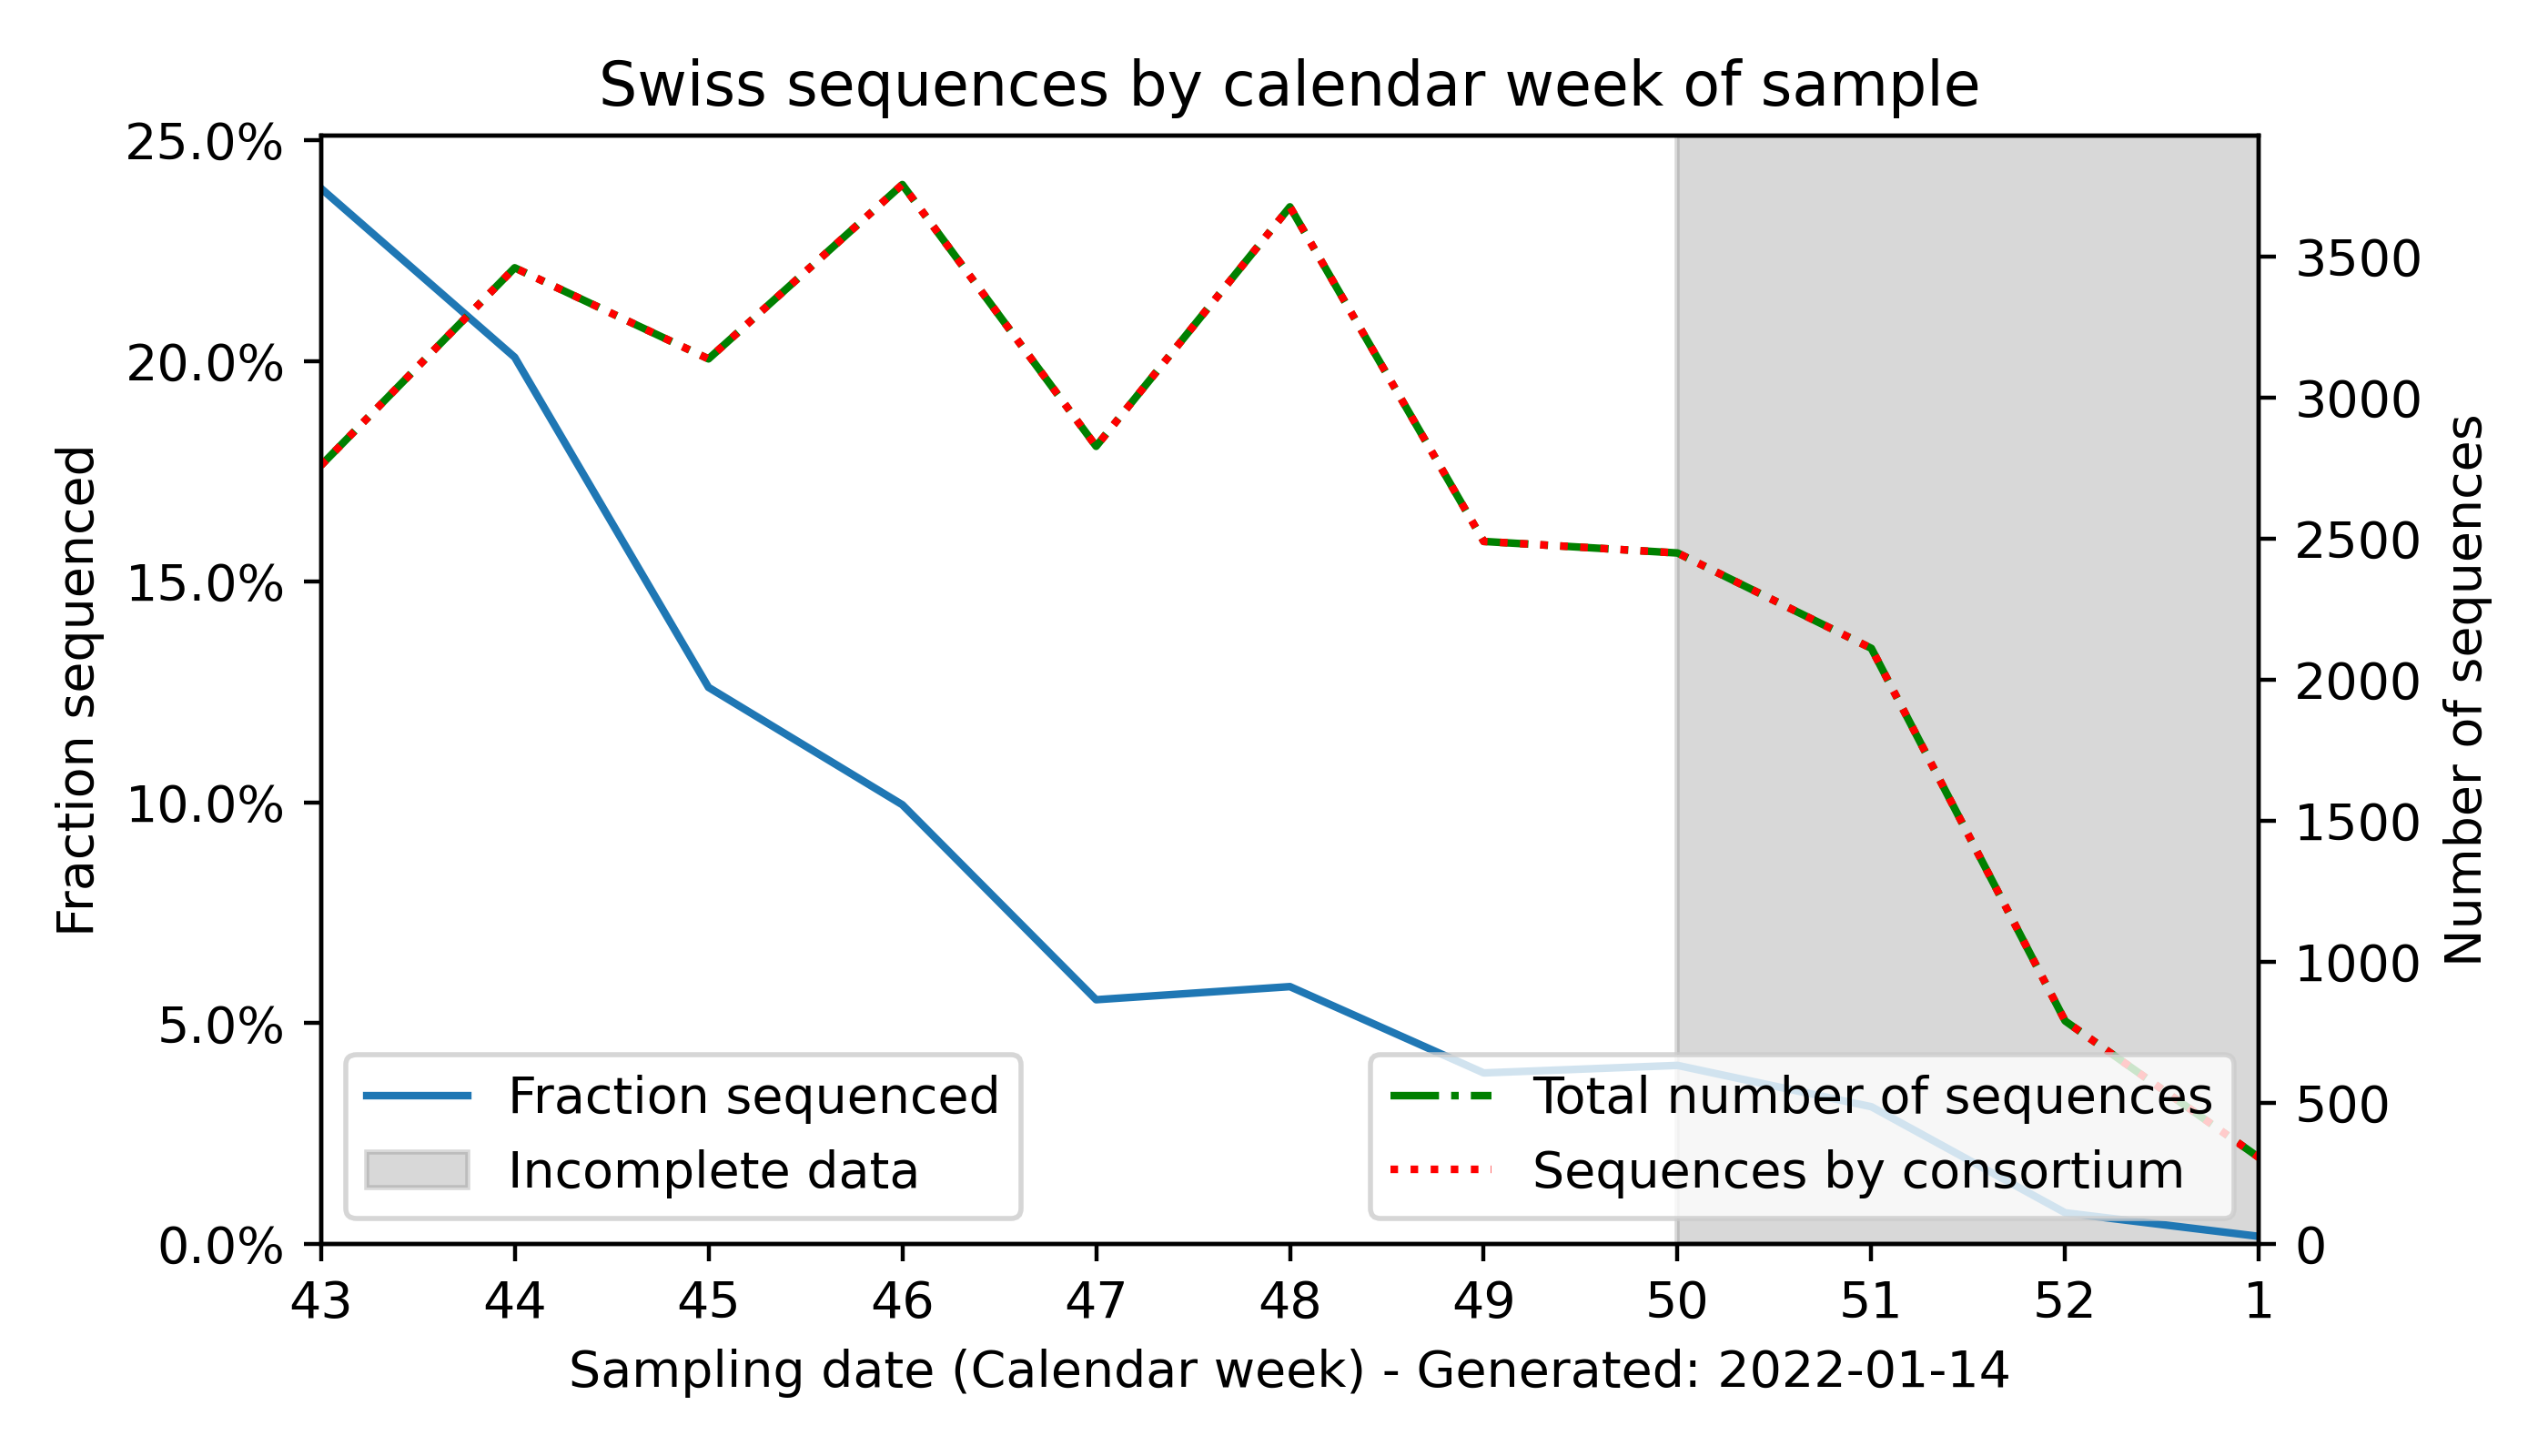 Swiss sequences by calendar week of sample
25.0%
20.0%
15.0%
10.0%
5.0%
0.0%
Fraction sequenced
3500
3000
2500
2000
1500
1000
500
0
Number of sequences
Fraction sequenced
Incomplete data
Total number of sequences
Sequences by consortium
43 44 45 46 47 48 49 50 51 52 1
Sampling date (Calendar week) - Generated: 2022-01-14